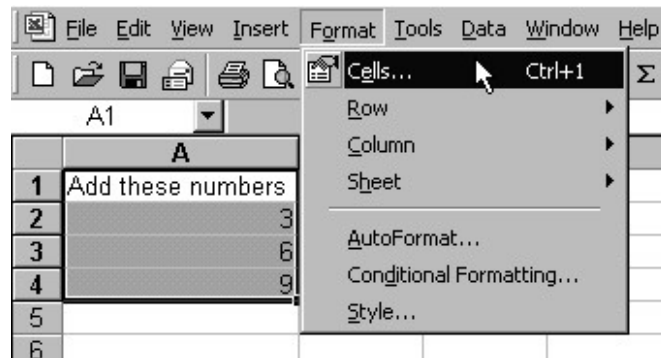 File Edit View Insert Format Tools Data Window Help
Cells... Ctrl+1
Σ
A1
Row
Column
A
Sheet
1 Add these numbers
2 3
AutoFormat...
3 6
Conditional Formatting...
4 9
Style...
5
6